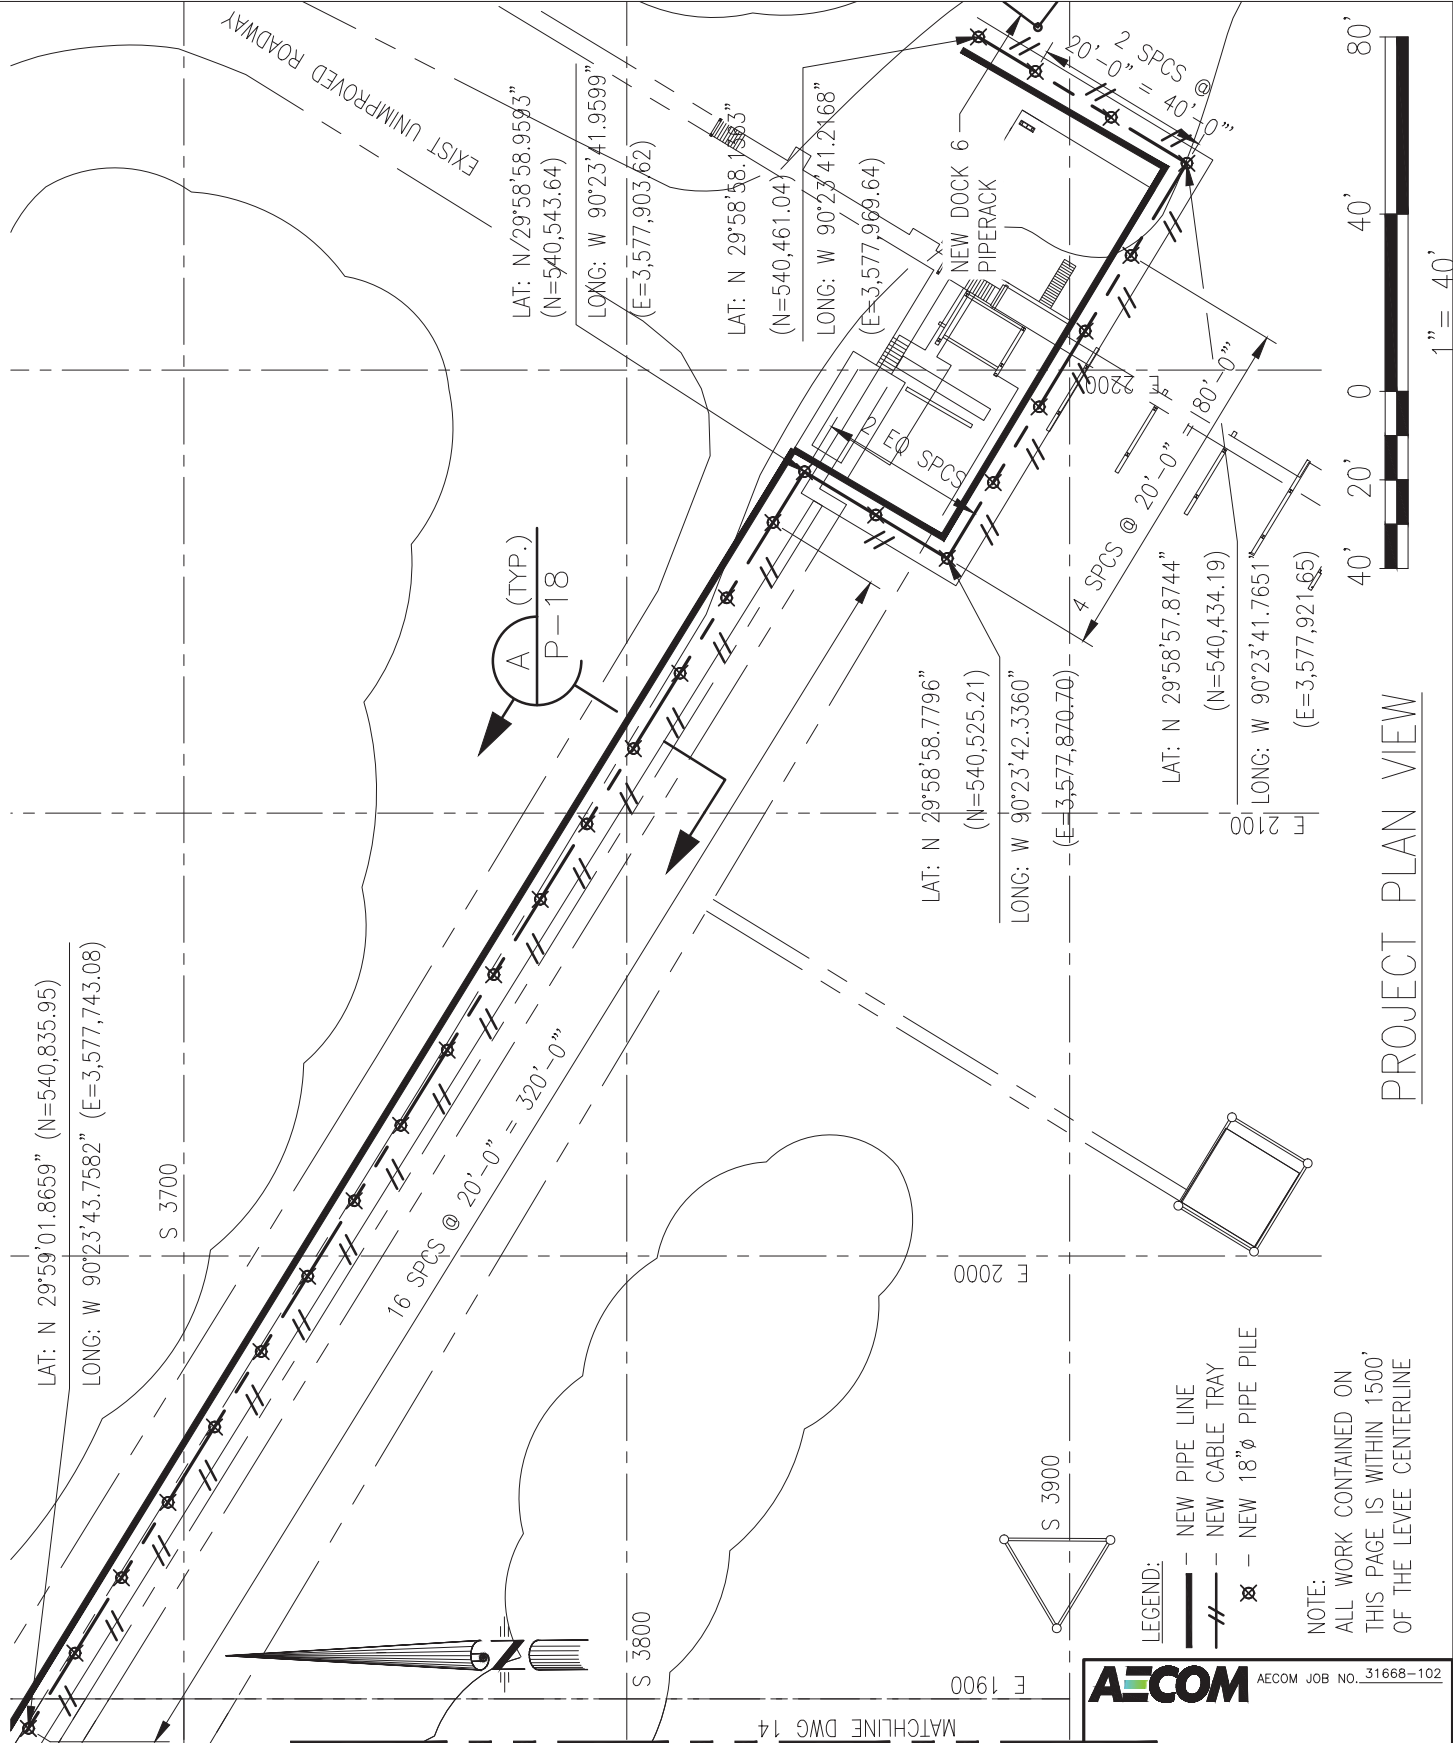 EXIST UNIMPROVED ROADWAY
LAT: N 29°59'01.8659" (N=540,835.95)
LONG: W 90°23'43.7582" (E=3,577,743.08)
LAT: N/29°58'58.9593"
(N=540,543.64)
LONG: W 90°23'41.9599"
(E=3,577,903.62)
LAT: N 29°58'58.1
(N=540,461.04)
LONG: W 90°23'41.2168"
(E=3,577,969.64)
NEW DOCK 6
PIPERACK
2 SPCS @
20'-0" = 40'-0"
A (TYP.)
P-18
2 EQ SPCS
4 SPCS @ 20'-0" = 80'-0"
16 SPCS @ 20'-0" = 320'-0"
LAT: N 29°58'58.7796"
(N=540,525.21)
LONG: W 90°23'42.3360"
(E=3,577,870.70)
LAT: N 29°58'57.8744"
(N=540,434.19)
LONG: W 90°23'41.7651"
(E=3,577,921.65)
S 3700
S 3800
S 3900
E 1900
E 2000
E 2100
E 2200
MATCHLINE DWG 14
LEGEND:
- NEW PIPE LINE
- NEW CABLE TRAY
- NEW 18"ø PIPE PILE
NOTE:
ALL WORK CONTAINED ON
THIS PAGE IS WITHIN 1500'
OF THE LEVEE CENTERLINE
PROJECT PLAN VIEW
40' 20' 0 40' 80'
1"= 40'
AECOM
AECOM JOB NO. 31668-102